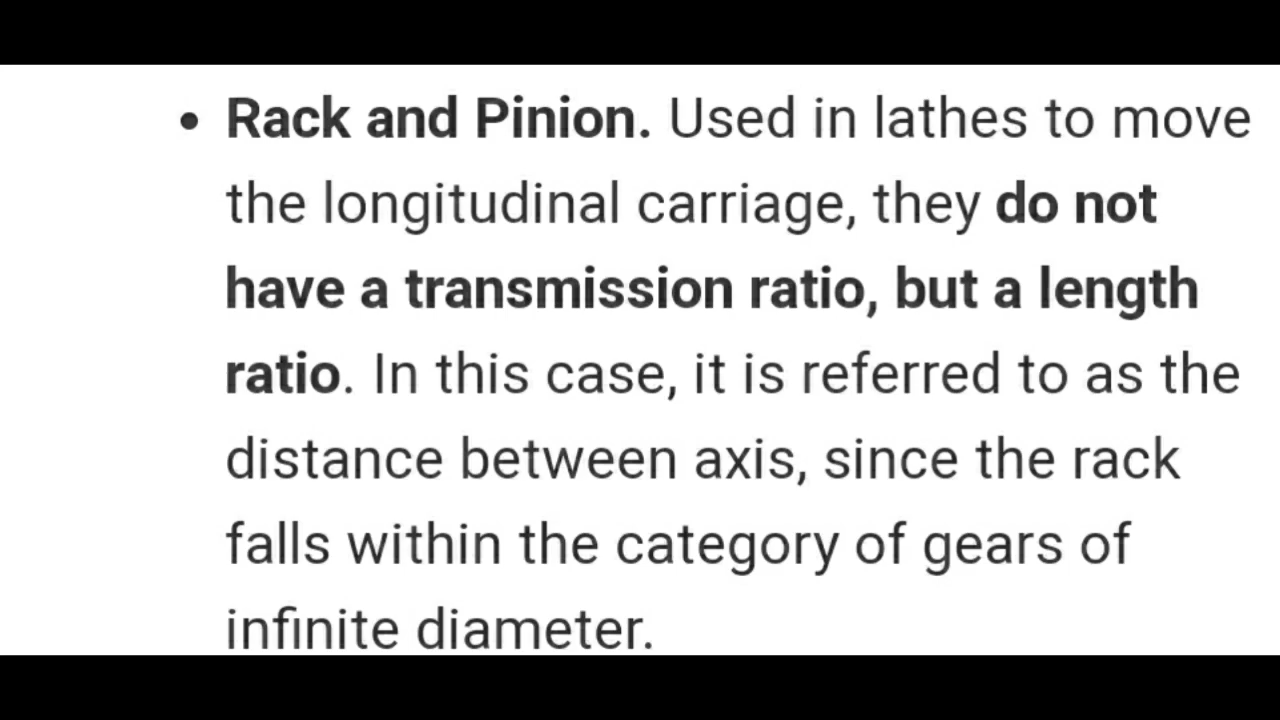 • Rack and Pinion. Used in lathes to move
the longitudinal carriage, they do not
have a transmission ratio, but a length
ratio. In this case, it is referred to as the
distance between axis, since the rack
falls within the category of gears of
infinite diameter.